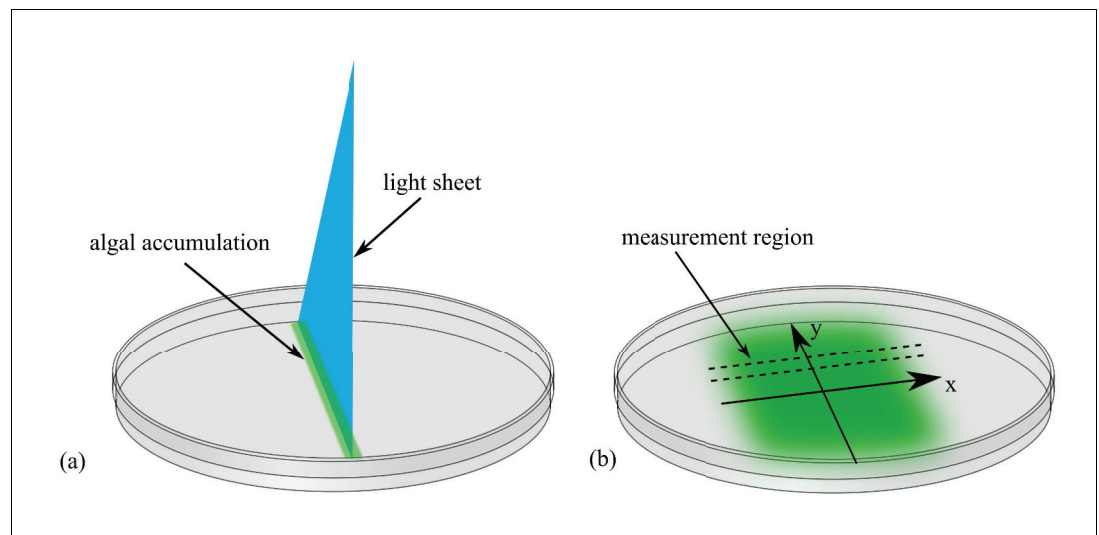 light sheet
algal accumulation
(a)
measurement region
y
x
(b)